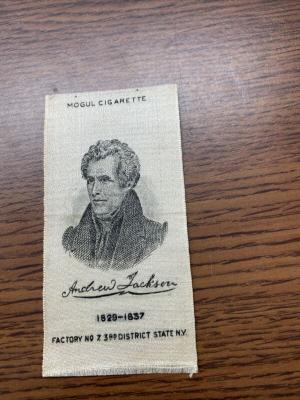 MOGUL CIGARETTE
Andrew Jackson
1829-1837
FACTORY NO 7 3RD DISTRICT STATE N.Y.